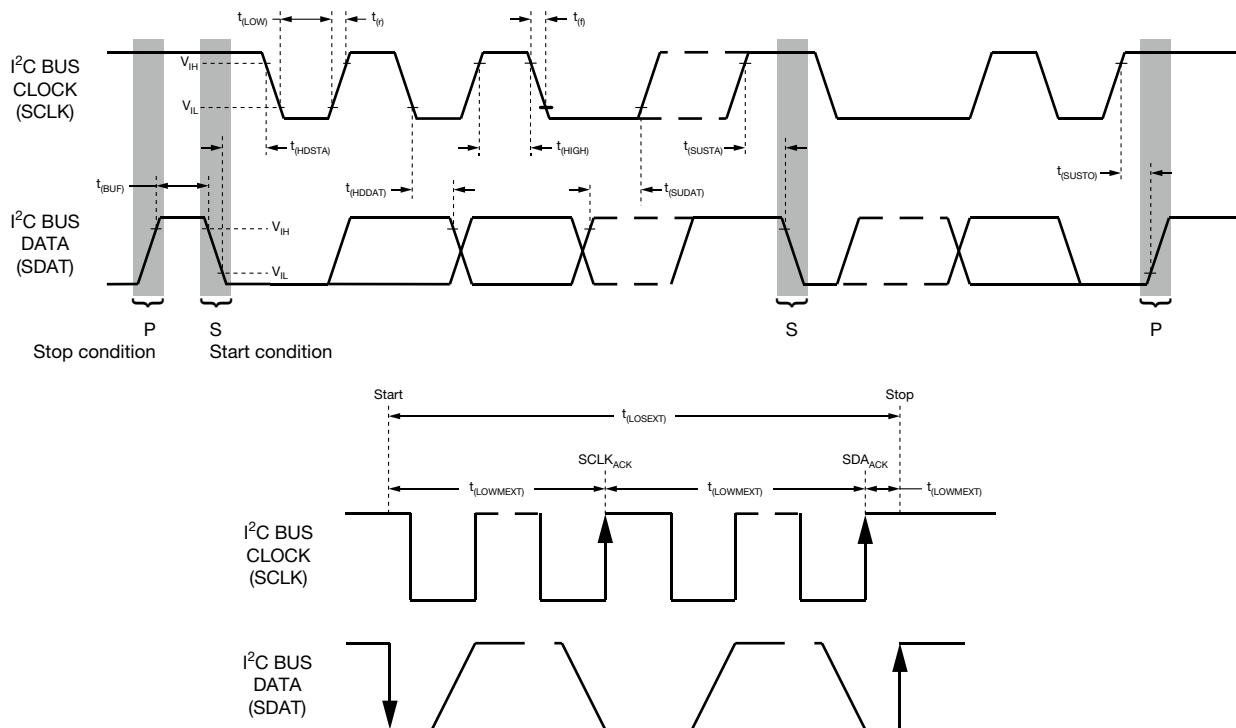 t(LOW)
t(r)
t(f)
I²C BUS
CLOCK
(SCLK)
VIH
VIL
t(HDSTA)
t(HIGH)
t(SUSTA)
t(BUF)
t(HDDAT)
t(SUDAT)
t(SUSTO)
I²C BUS
DATA
(SDAT)
VIH
VIL
P
S
S
P
Stop condition
Start condition
Start
Stop
t(LOSEXT)
SCLKACK
SDAACK
t(LOWMEXT)
t(LOWMEXT)
t(LOWMEXT)
I²C BUS
CLOCK
(SCLK)
I²C BUS
DATA
(SDAT)